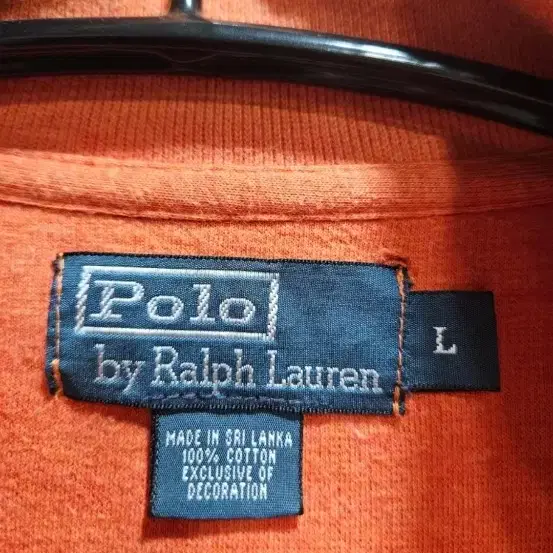 Polo
by Ralph Lauren
L
MADE IN SRI LANKA
100% COTTON
EXCLUSIVE OF
DECORATION